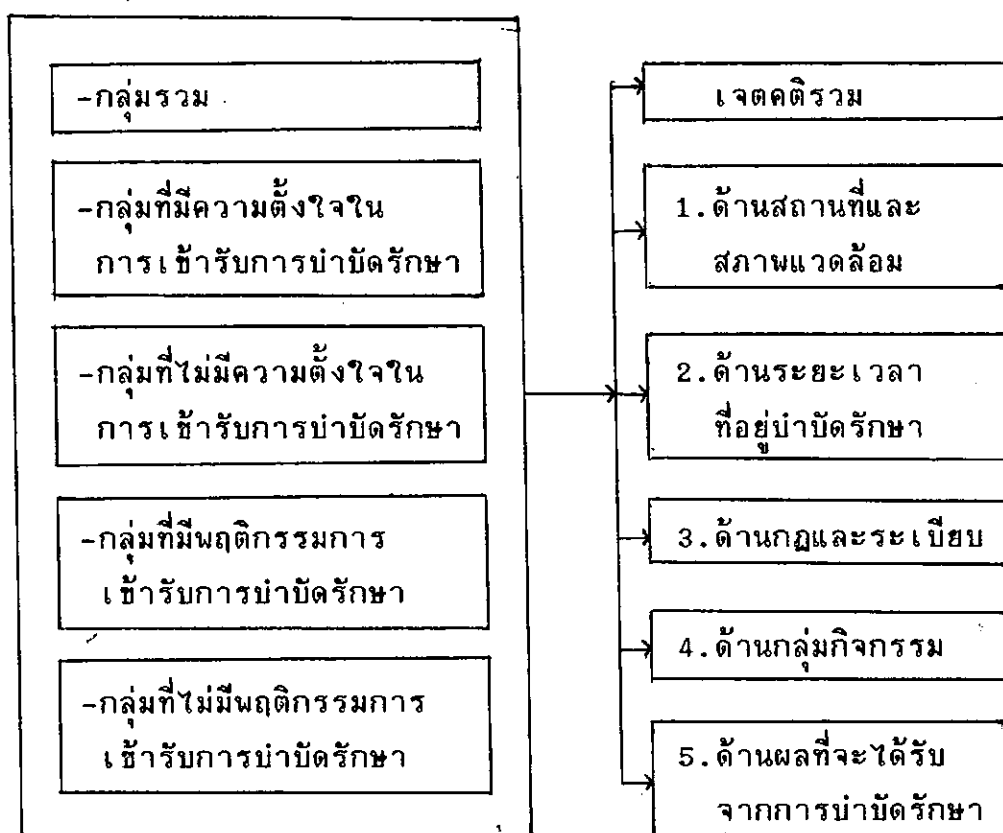 -กลุ่มรวม
-กลุ่มที่มีความตั้งใจใน
การเข้ารับการบำบัดรักษา
-กลุ่มที่ไม่มีความตั้งใจใน
การเข้ารับการบำบัดรักษา
-กลุ่มที่มีพฤติกรรมการ
เข้ารับการบำบัดรักษา
-กลุ่มที่ไม่มีพฤติกรรมการ
เข้ารับการบำบัดรักษา
เจตคติรวม
1.ด้านสถานที่และ
สภาพแวดล้อม
2.ด้านระยะเวลา
ที่อยู่บำบัดรักษา
3.ด้านกฎและระเบียบ
4.ด้านกลุ่มกิจกรรม
5.ด้านผลที่จะได้รับ
จากการบำบัดรักษา